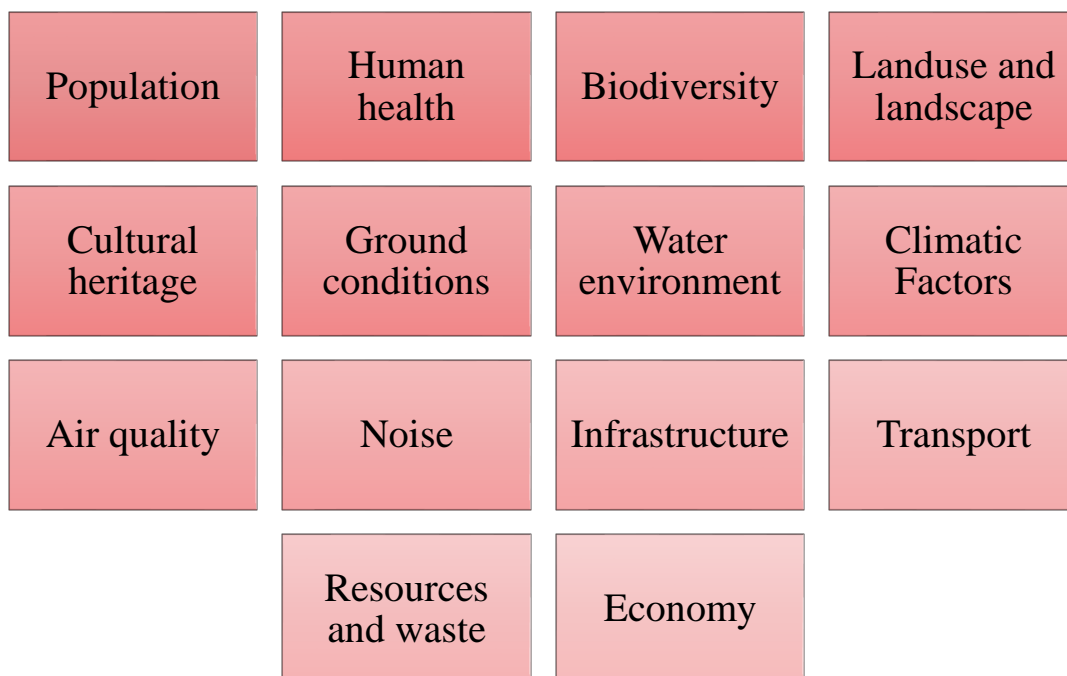 Population
Human
health
Biodiversity
Landuse and
landscape
Cultural
heritage
Ground
conditions
Water
environment
Climatic
Factors
Air quality
Noise
Infrastructure
Transport
Resources
and waste
Economy